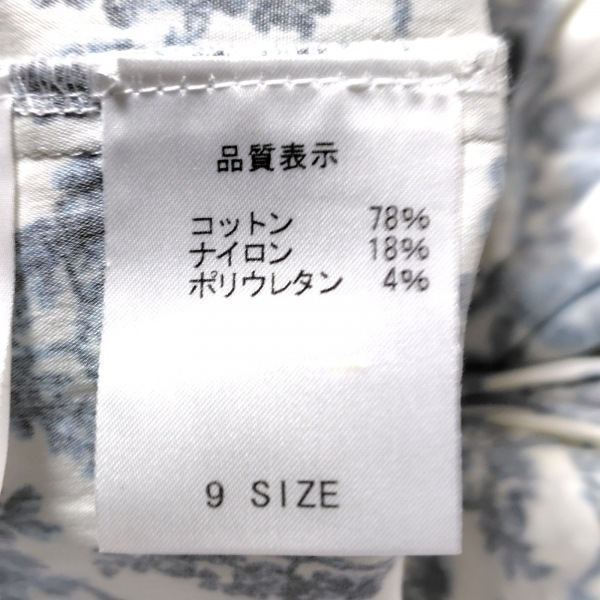 品質表示
コットン 78%
ナイロン 18%
ポリウレタン 4%
9 SIZE